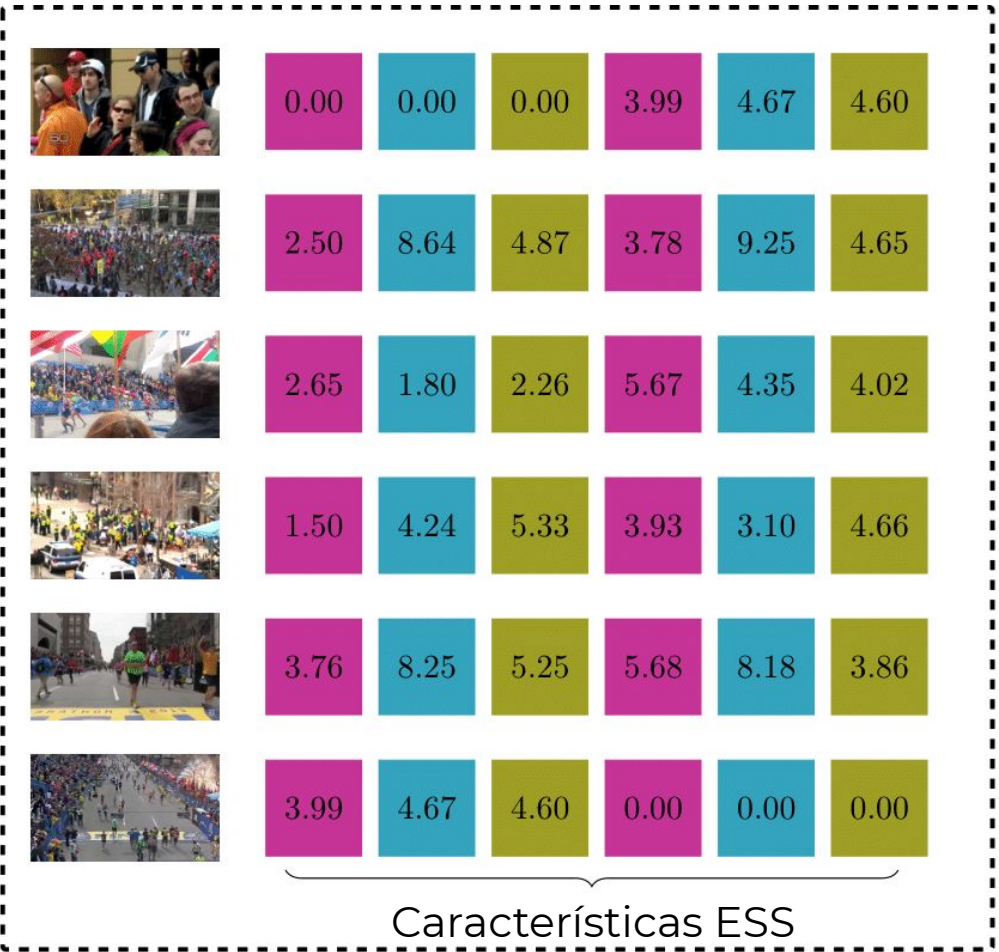 0.00 0.00 0.00 3.99 4.67 4.60
2.50 8.64 4.87 3.78 9.25 4.65
2.65 1.80 2.26 5.67 4.35 4.02
1.50 4.24 5.33 3.93 3.10 4.66
3.76 8.25 5.25 5.68 8.18 3.86
3.99 4.67 4.60 0.00 0.00 0.00
Características ESS